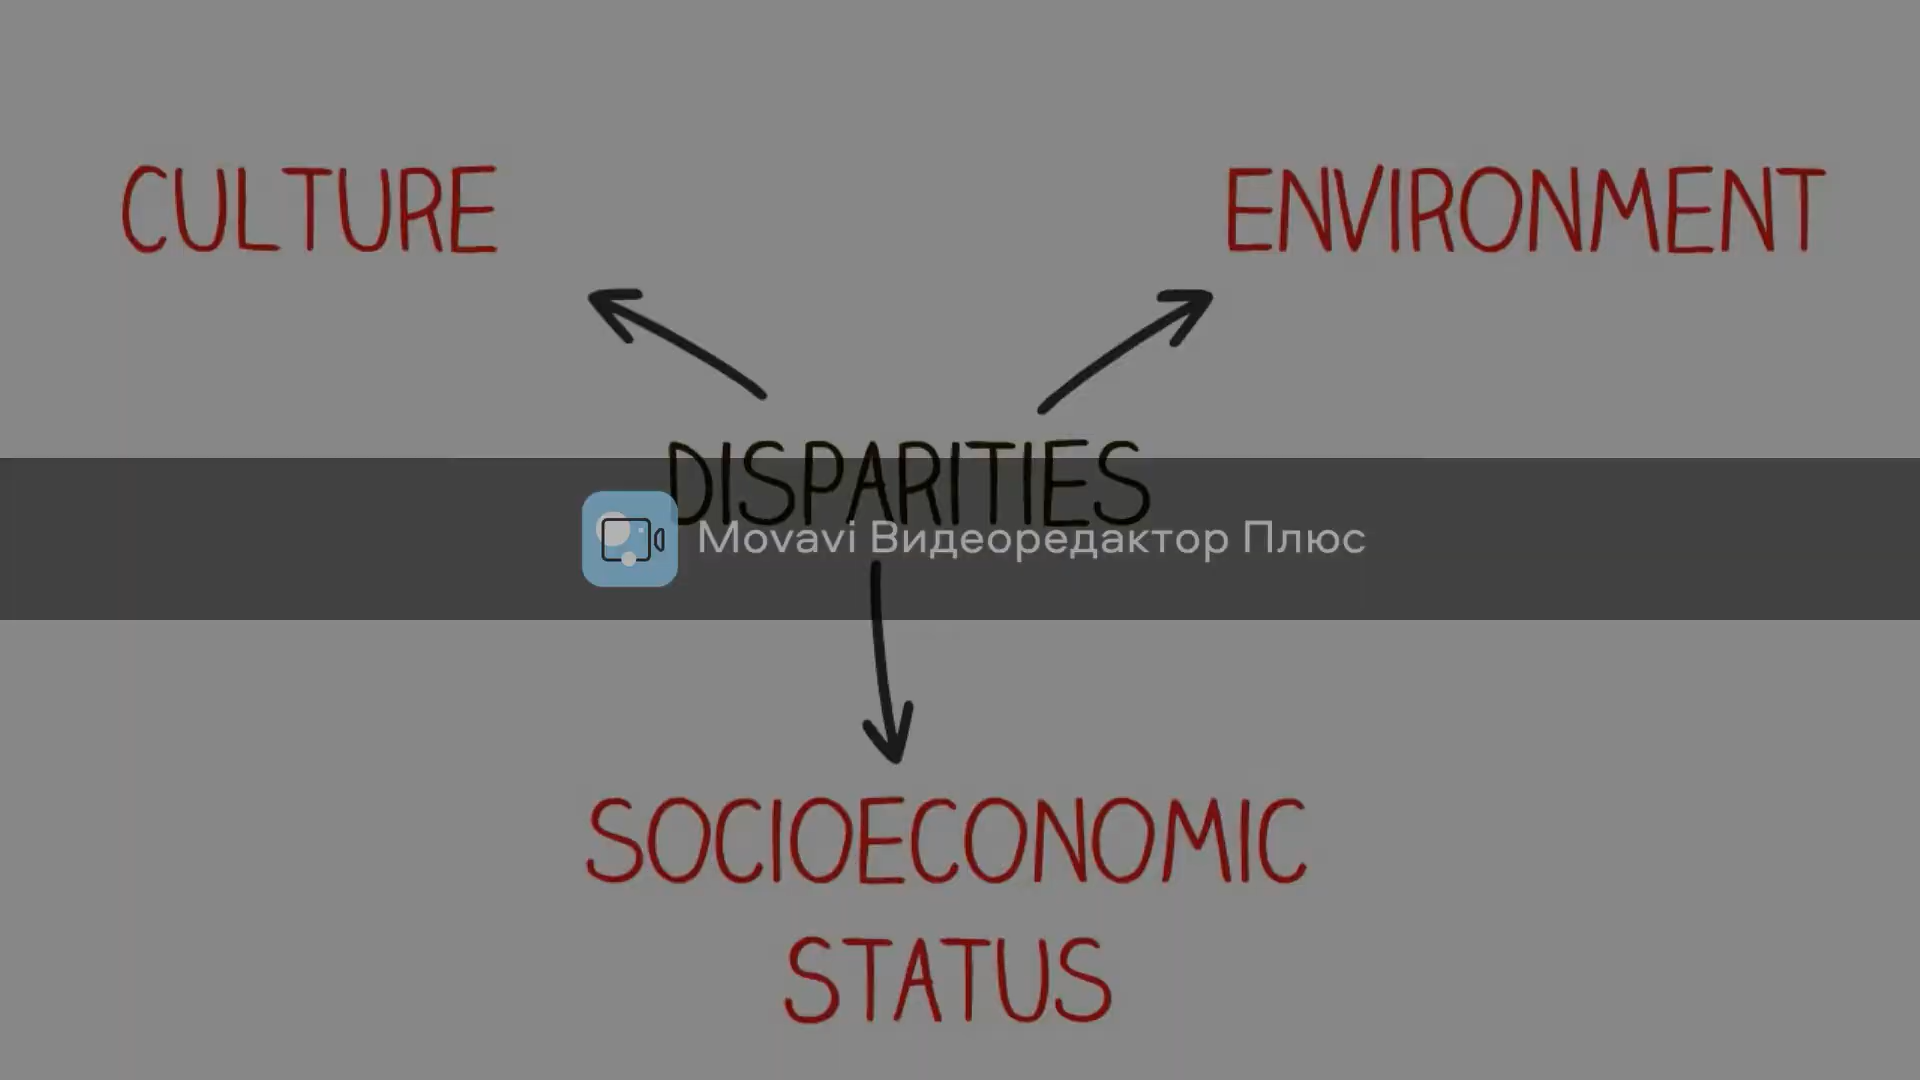 CULTURE
ENVIRONMENT
DISPARITIES
Movavi Видеоредактор Плюс
SOCIOECONOMIC
STATUS